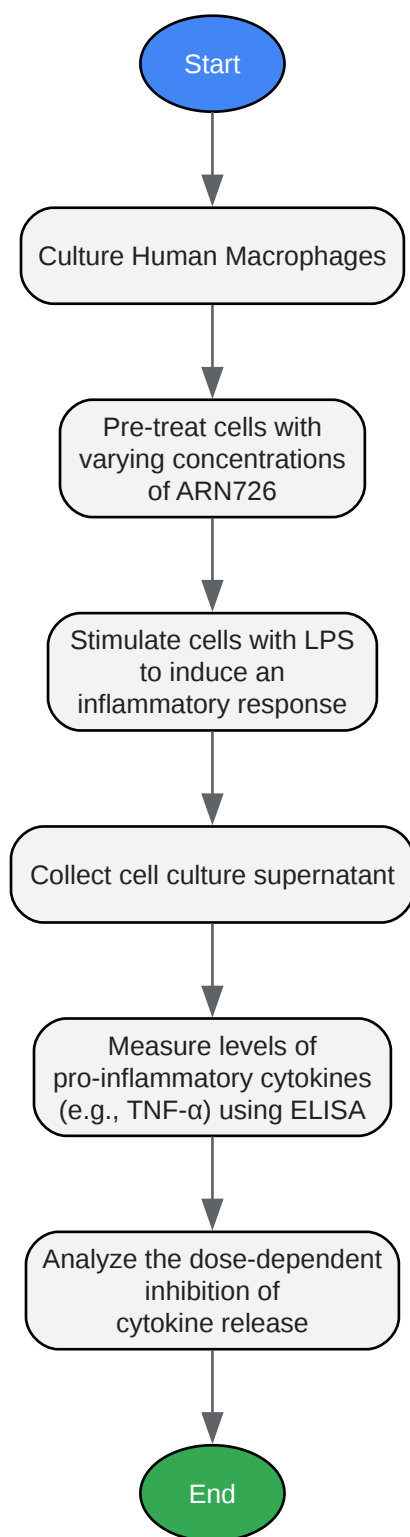 Start
Culture Human Macrophages
Pre-treat cells with
varying concentrations
of ARN726
Stimulate cells with LPS
to induce an
inflammatory response
Collect cell culture supernatant
Measure levels of
pro-inflammatory cytokines
(e.g., TNF-α) using ELISA
Analyze the dose-dependent
inhibition of
cytokine release
End